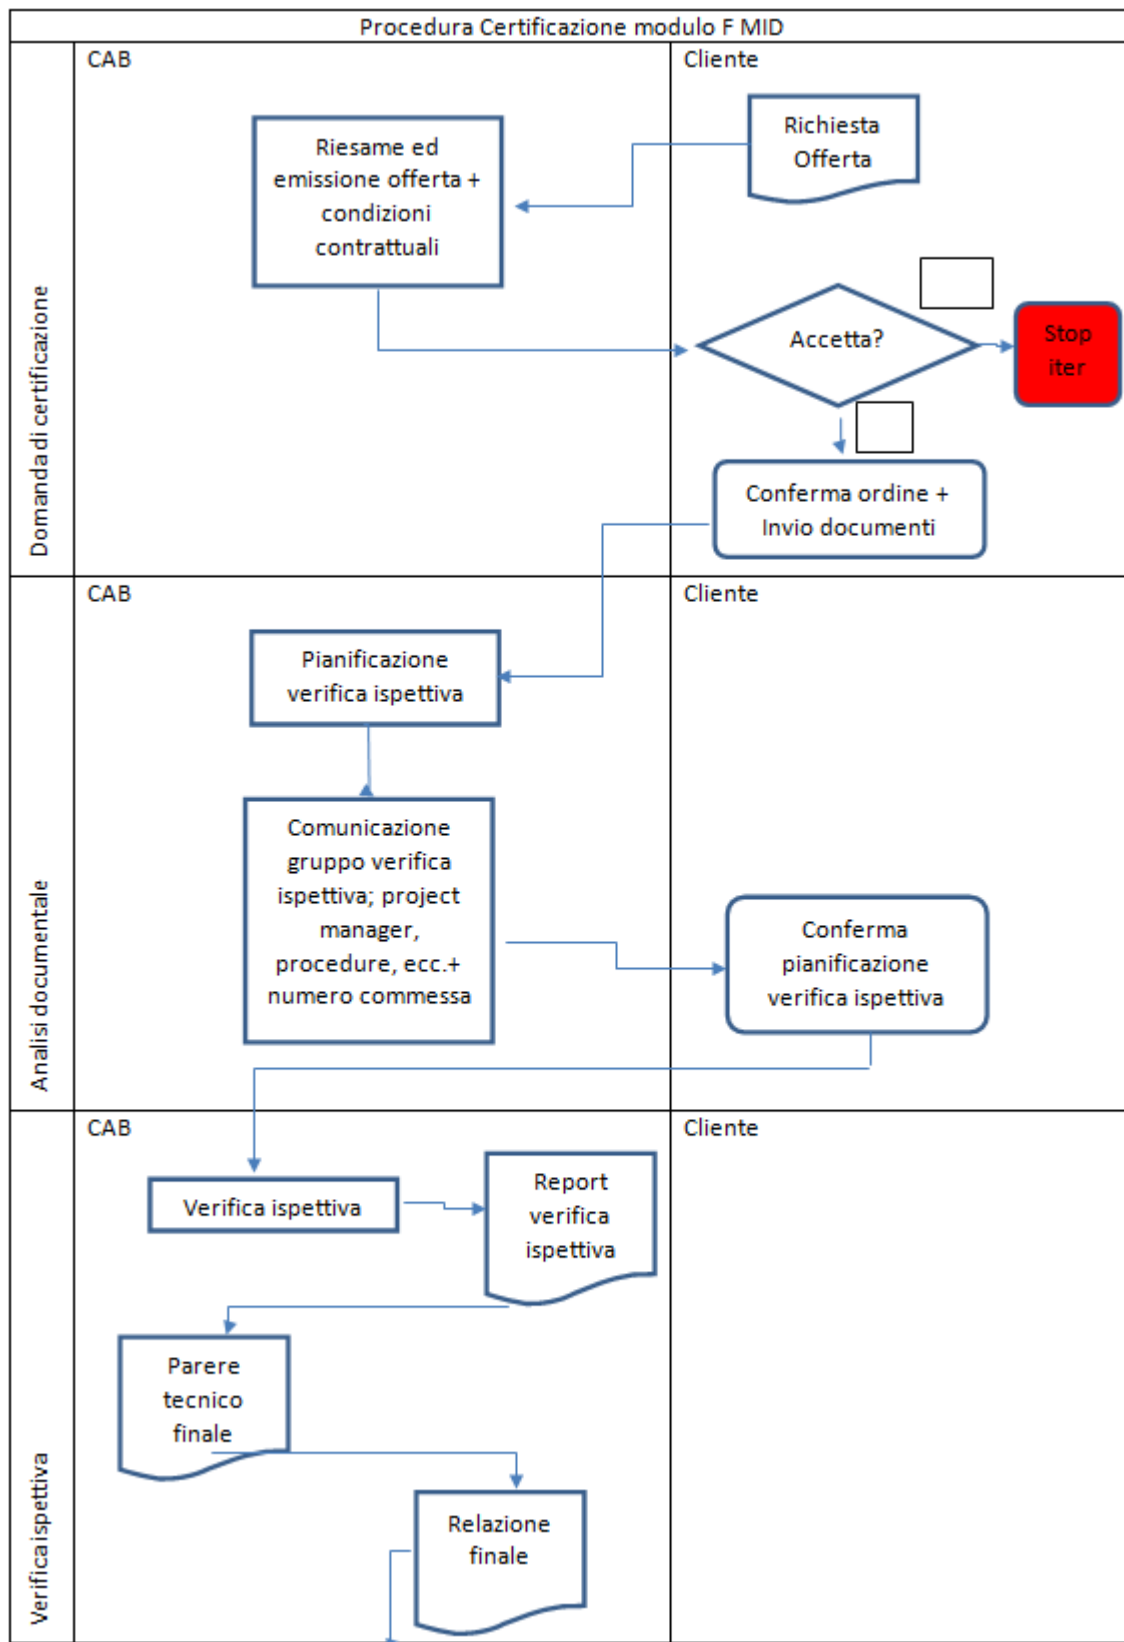 Procedura Certificazione modulo F MID
Domanda di certificazione
CAB
Cliente
Richiesta
Offerta
Riesame ed
emissione offerta +
condizioni
contrattuali
Accetta?
Stop
iter
Conferma ordine +
Invio documenti
Analisi documentale
CAB
Cliente
Pianificazione
verifica ispettiva
Comunicazione
gruppo verifica
ispettiva; project
manager,
procedure, ecc.+
numero commessa
Conferma
pianificazione
verifica ispettiva
Verifica ispettiva
CAB
Cliente
Verifica ispettiva
Report
verifica
ispettiva
Parere
tecnico
finale
Relazione
finale